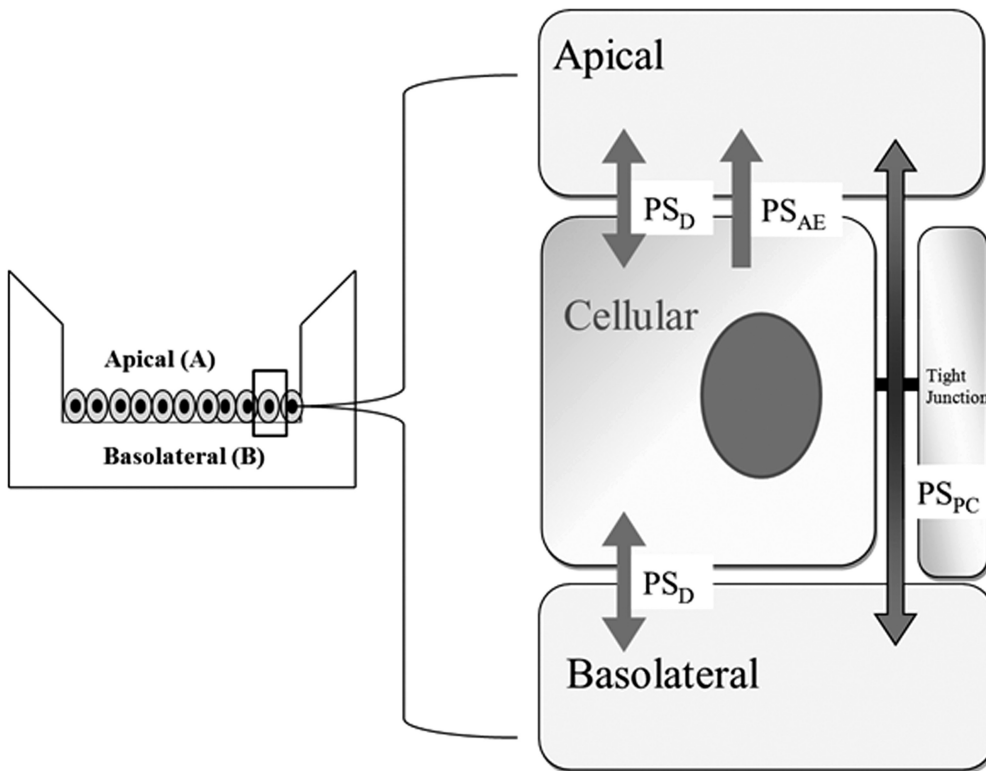 Apical (A)
Basolateral (B)
Apical
PS_D
PS_AE
Cellular
Tight
Junction
PS_PC
PS_D
Basolateral